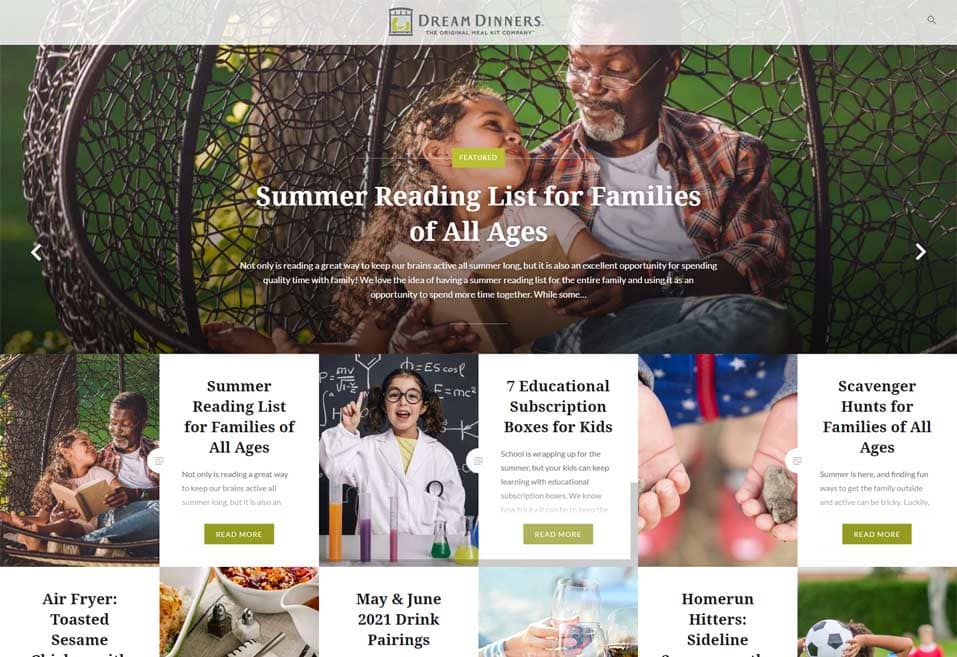 DREAM DINNERS.
THE ORIGINAL MEAL KIT COMPANY™
FEATURED
Summer Reading List for Families
of All Ages
Not only is reading a great way to keep our brains active all summer long, but it is also an excellent opportunity for spending
quality time with family! We love the idea of having a summer reading list for the entire family and using it as an
opportunity to spend more time together. While some...
Summer
Reading List
for Families of
All Ages
Not only is reading a great way
to keep our brains active all
summer long, but it is also an
READ MORE
P=mv
Φ=EScosφ
E=mc²
7 Educational
Subscription
Boxes for Kids
School is wrapping up for the
summer, but your kids can keep
learning with educational
subscription boxes. We know
how tricky it can be to keep the
READ MORE
Scavenger
Hunts for
Families of All
Ages
Summer is here, and finding fun
ways to get the family outside
and active can be tricky. Luckily,
READ MORE
Air Fryer:
Toasted
Sesame
May & June
2021 Drink
Pairings
Homerun
Hitters:
Sideline